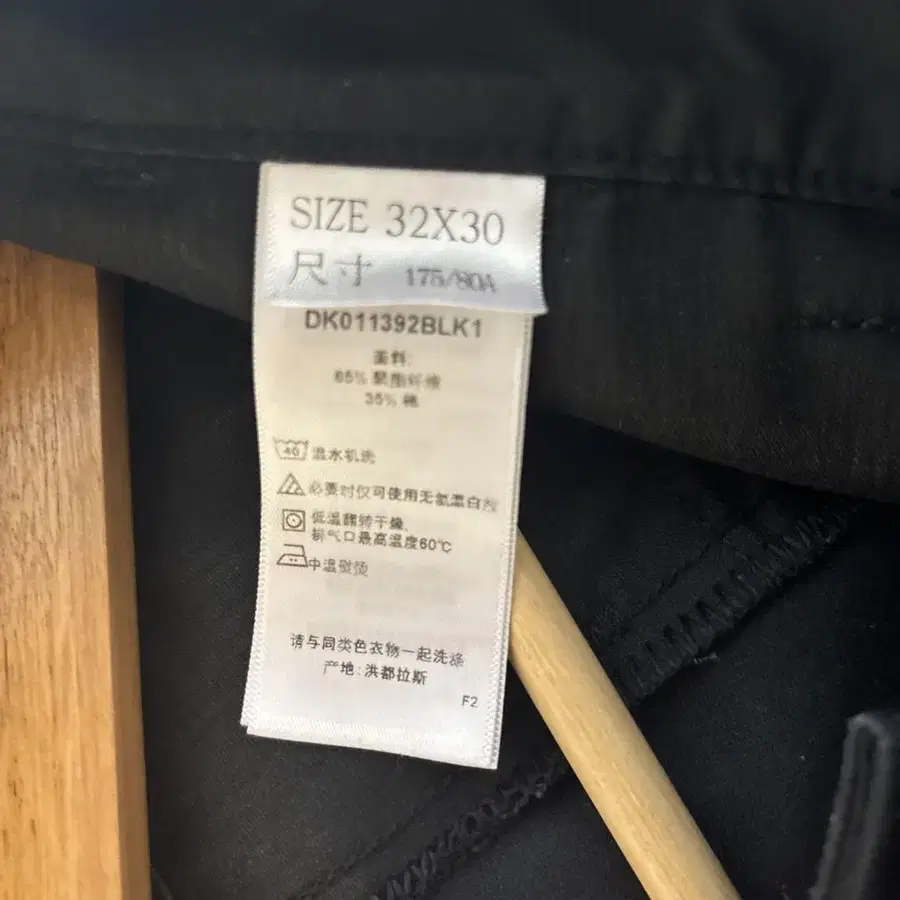 SIZE 32X30
尺寸 175/80A
DK011392BLK1
面料:
65% 聚酯纤维
35% 棉
40 温水机洗
必要时仅可使用无氯漂白剂
低温翻转干燥,
排气口最高温度60℃
中温熨烫
请与同类色衣物一起洗涤
产地: 洪都拉斯
F2